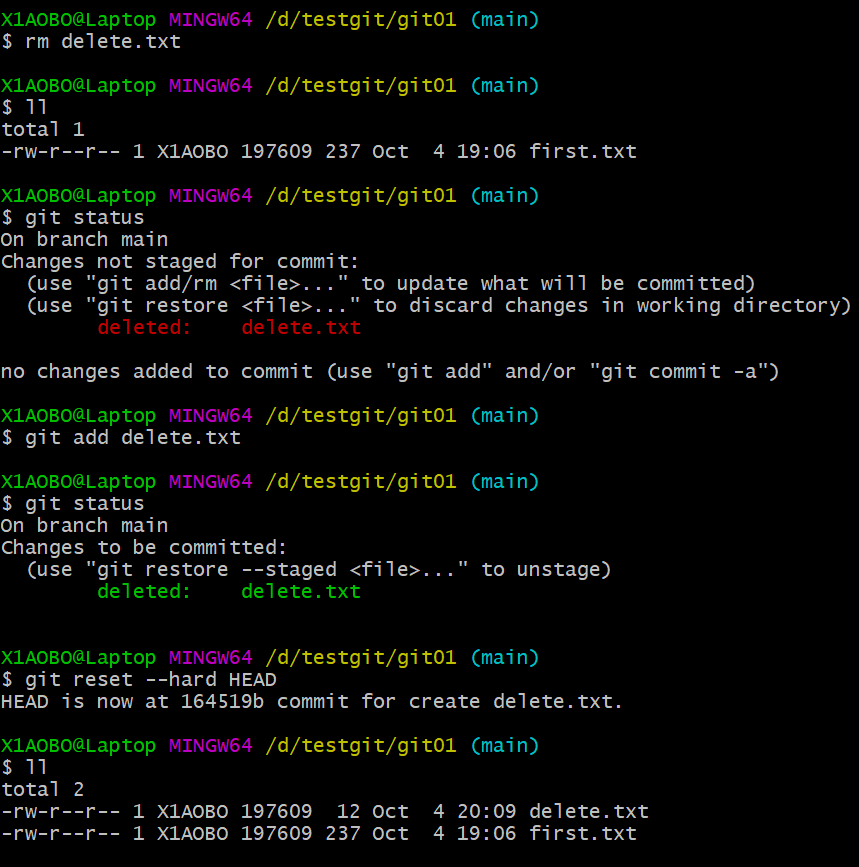 X1AOBO@Laptop MINGW64 /d/testgit/git01 (main)
$ rm delete.txt

X1AOBO@Laptop MINGW64 /d/testgit/git01 (main)
$ ll
total 1
-rw-r--r-- 1 X1AOBO 197609 237 Oct  4 19:06 first.txt

X1AOBO@Laptop MINGW64 /d/testgit/git01 (main)
$ git status
On branch main
Changes not staged for commit:
  (use "git add/rm <file>..." to update what will be committed)
  (use "git restore <file>..." to discard changes in working directory)
        deleted:    delete.txt

no changes added to commit (use "git add" and/or "git commit -a")

X1AOBO@Laptop MINGW64 /d/testgit/git01 (main)
$ git add delete.txt

X1AOBO@Laptop MINGW64 /d/testgit/git01 (main)
$ git status
On branch main
Changes to be committed:
  (use "git restore --staged <file>..." to unstage)
        deleted:    delete.txt


X1AOBO@Laptop MINGW64 /d/testgit/git01 (main)
$ git reset --hard HEAD
HEAD is now at 164519b commit for create delete.txt.

X1AOBO@Laptop MINGW64 /d/testgit/git01 (main)
$ ll
total 2
-rw-r--r-- 1 X1AOBO 197609  12 Oct  4 20:09 delete.txt
-rw-r--r-- 1 X1AOBO 197609 237 Oct  4 19:06 first.txt